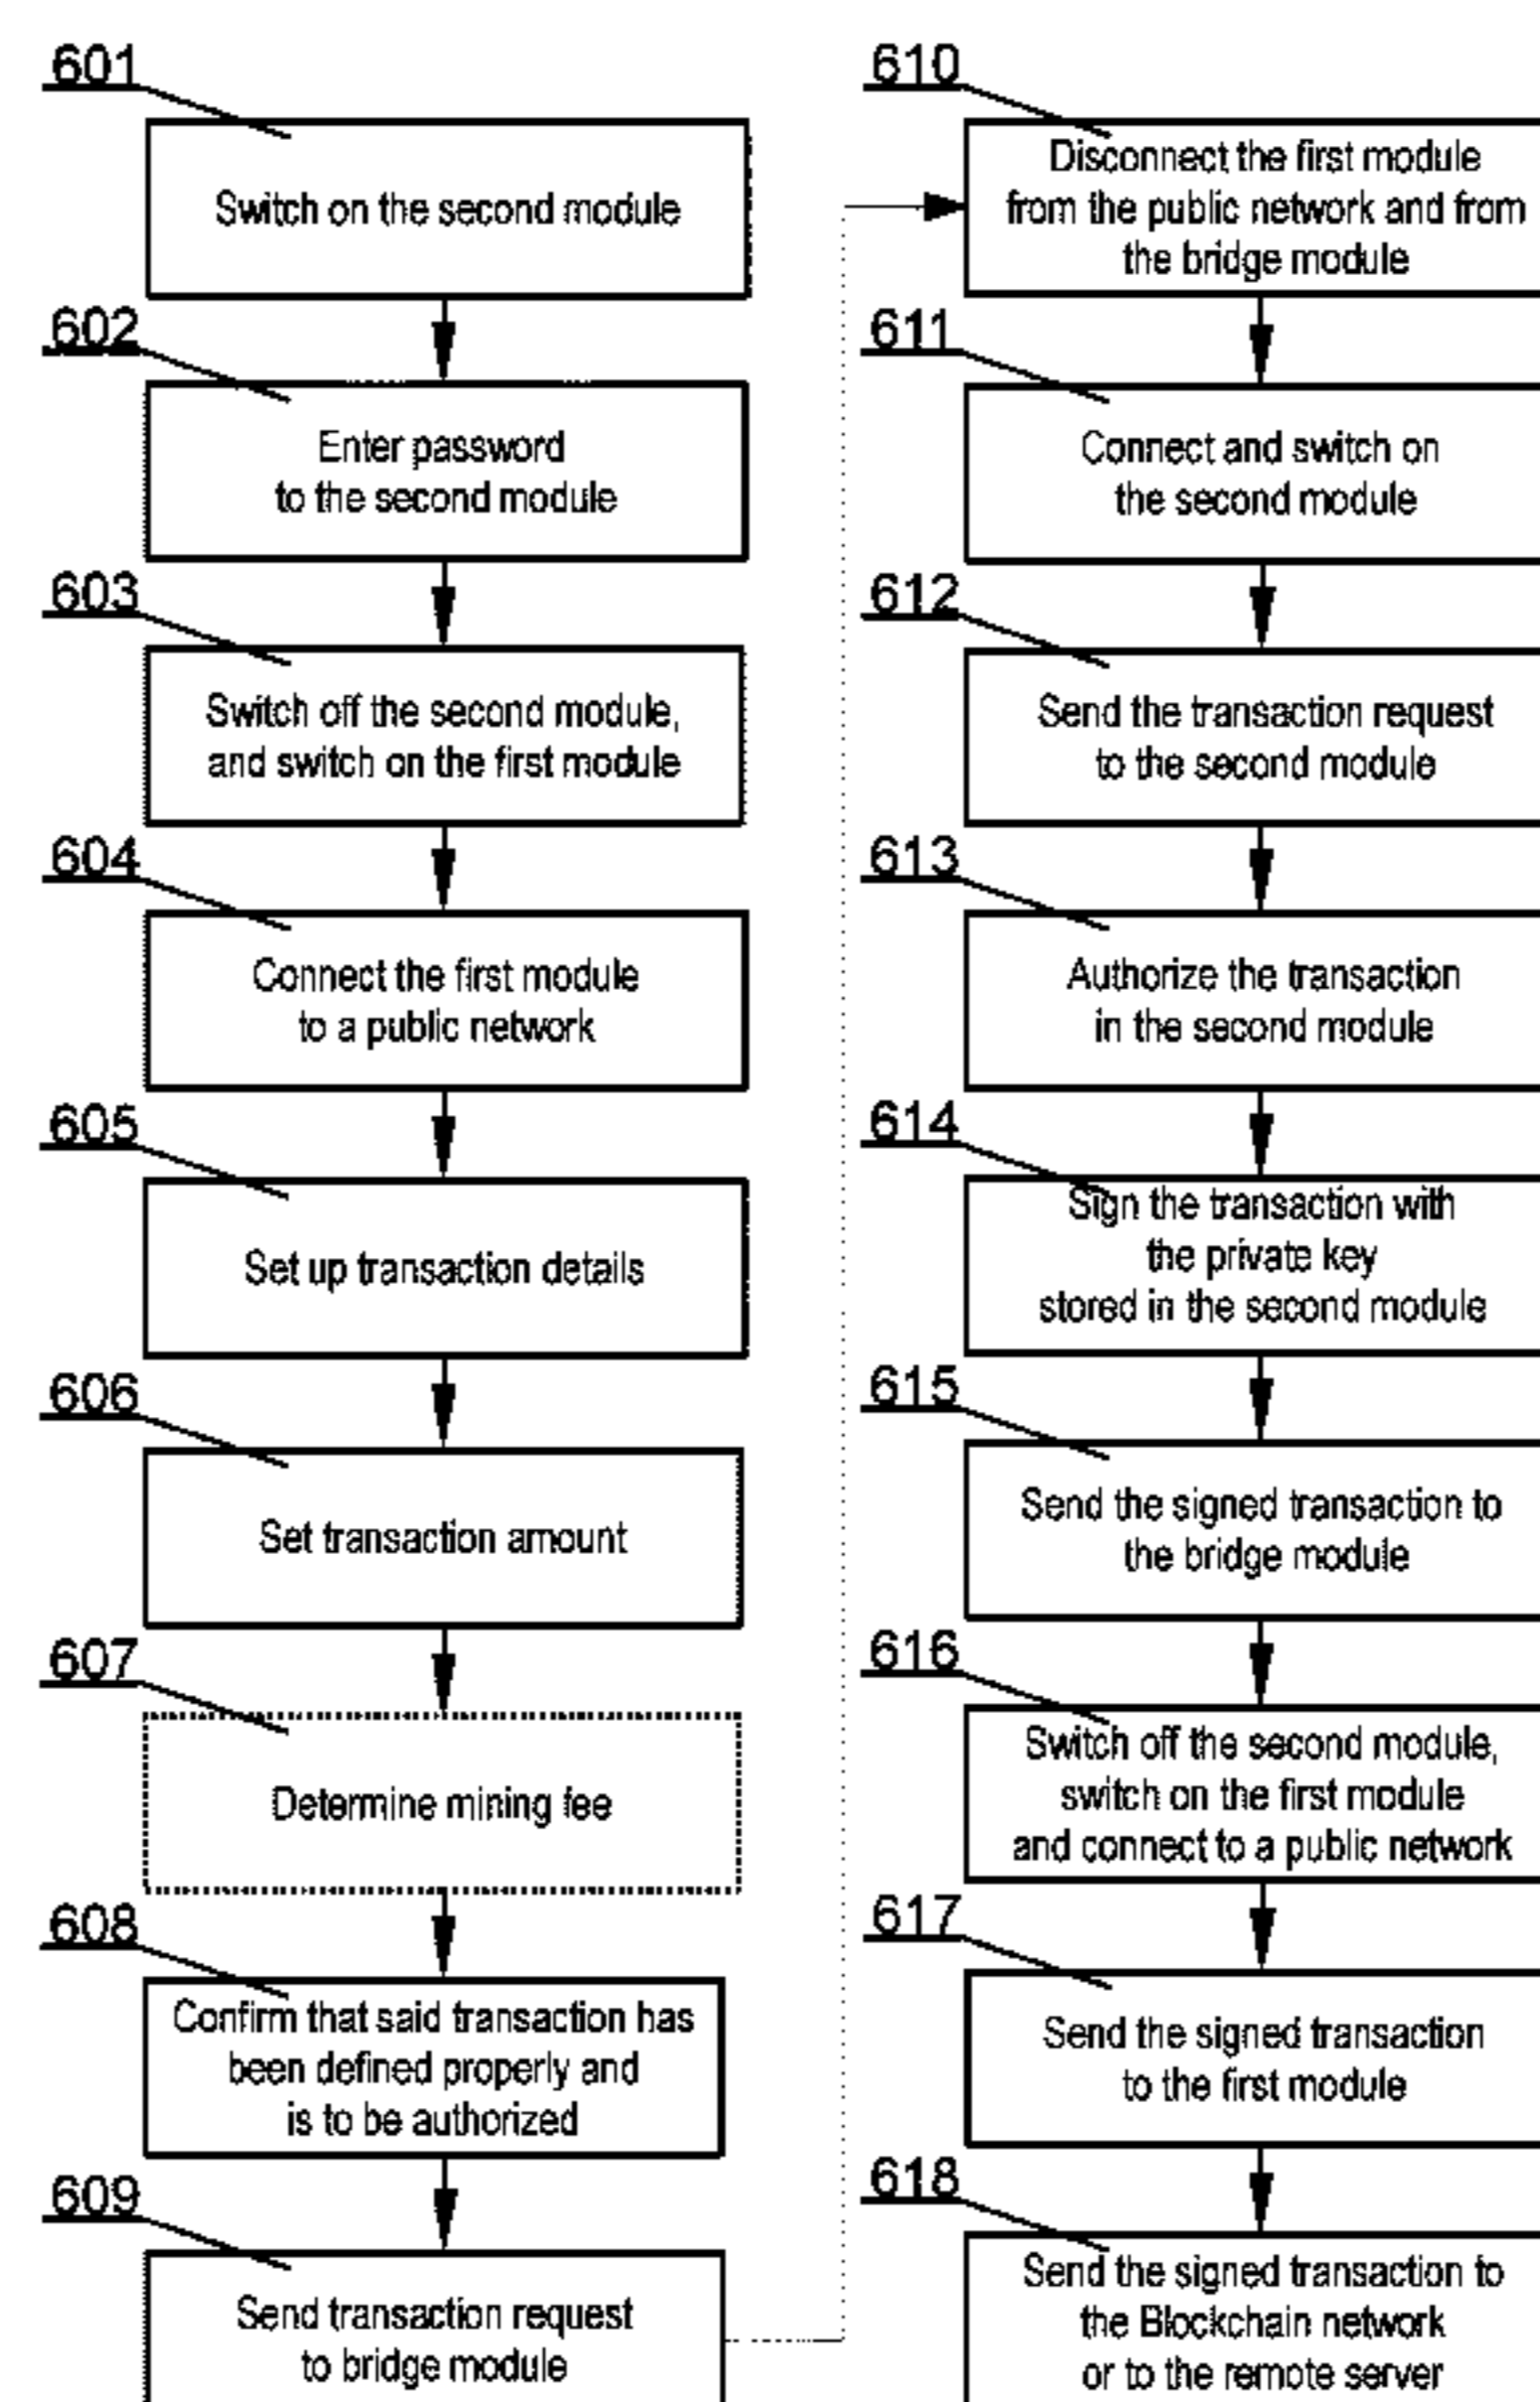 601
Switch on the second module
602
Enter password
to the second module
603
Switch off the second module,
and switch on the first module
604
Connect the first module
to a public network
605
Set up transaction details
606
Set transaction amount
607
Determine mining fee
608
Confirm that said transaction has
been defined properly and
is to be authorized
609
Send transaction request
to bridge module
610
Disconnect the first module
from the public network and from
the bridge module
611
Connect and switch on
the second module
612
Send the transaction request
to the second module
613
Authorize the transaction
in the second module
614
Sign the transaction with
the private key
stored in the second module
615
Send the signed transaction to
the bridge module
616
Switch off the second module,
switch on the first module
and connect to a public network
617
Send the signed transaction
to the first module
618
Send the signed transaction to
the Blockchain network
or to the remote server